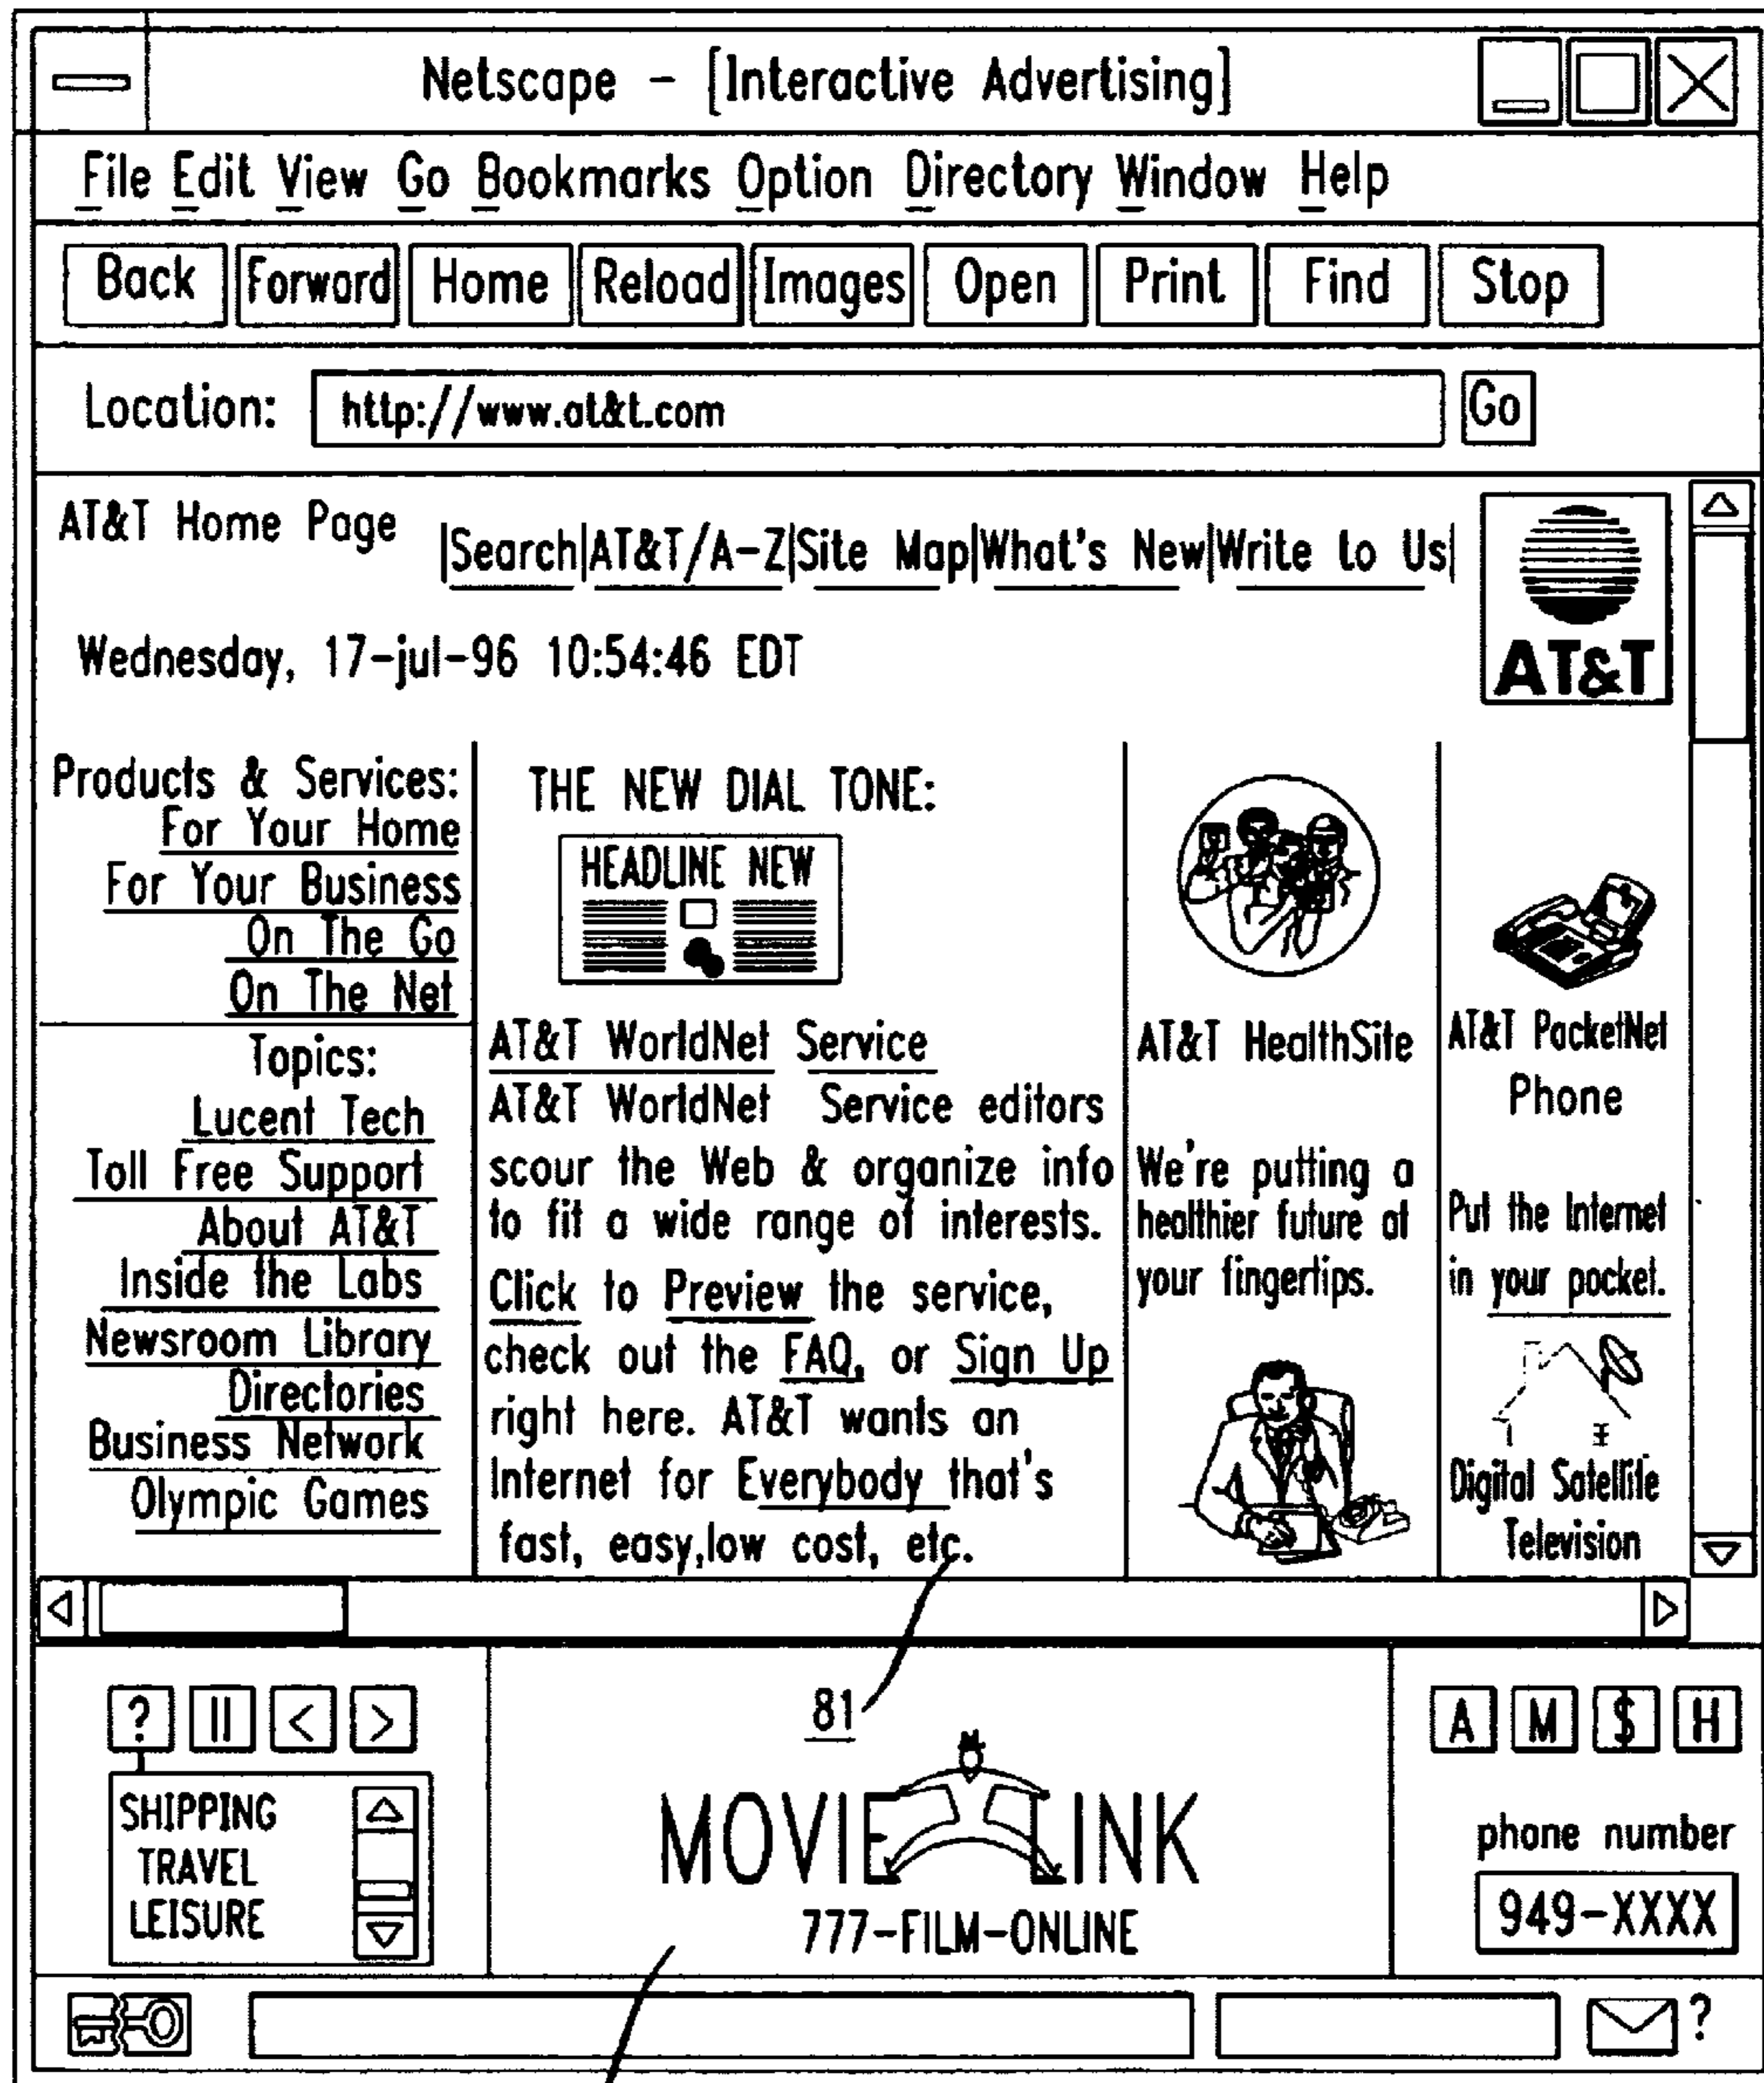 Netscape - [Interactive Advertising]
File Edit View Go Bookmarks Option Directory Window Help
Back Forward Home Reload Images Open Print Find Stop
Location: http://www.at&t.com Go
AT&T Home Page |Search|AT&T/A-Z|Site Map|What's New|Write to Us|
AT&T
Wednesday, 17-jul-96 10:54:46 EDT
Products & Services:
For Your Home
For Your Business
On The Go
On The Net
Topics:
Lucent Tech
Toll Free Support
About AT&T
Inside the Labs
Newsroom Library
Directories
Business Network
Olympic Games
THE NEW DIAL TONE:
HEADLINE NEW
AT&T WorldNet Service
AT&T WorldNet Service editors
scour the Web & organize info
to fit a wide range of interests.
Click to Preview the service,
check out the FAQ, or Sign Up
right here. AT&T wants an
Internet for Everybody that's
fast, easy,low cost, etc.
AT&T HealthSite
We're putting a
healthier future at
your fingertips.
AT&T PacketNet
Phone
Put the Internet
in your pocket.
Digital Satellite
Television
? || < >
SHIPPING
TRAVEL
LEISURE
81
MOVIE LINK
777-FILM-ONLINE
A M $ H
phone number
949-XXXX
?